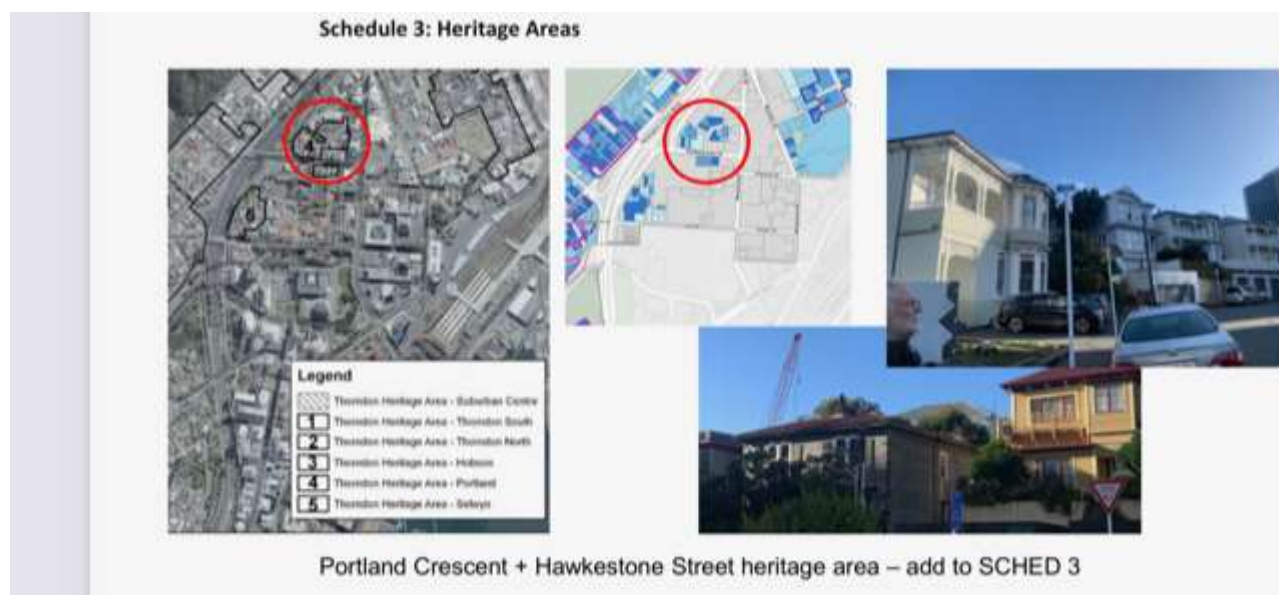 Schedule 3: Heritage Areas
4
5
Legend
Thorndon Heritage Area - Suburban Centre
1 Thorndon Heritage Area - Thorndon South
2 Thorndon Heritage Area - Thorndon North
3 Thorndon Heritage Area - Hobson
4 Thorndon Heritage Area - Portland
5 Thorndon Heritage Area - Selwyn
Portland Crescent + Hawkestone Street heritage area – add to SCHED 3